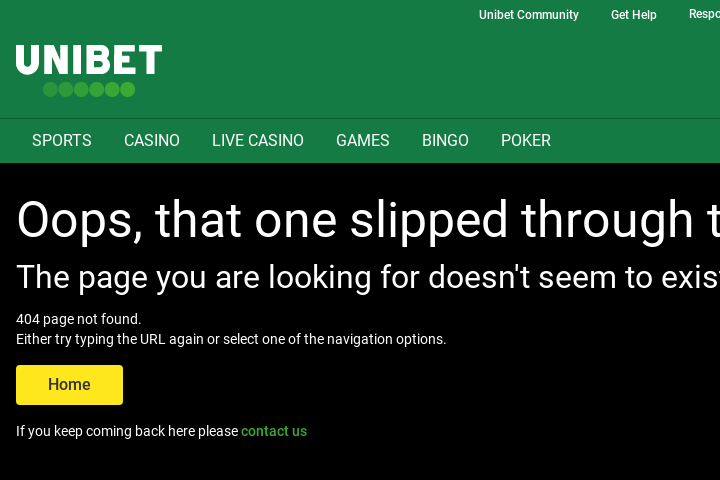 Unibet Community Get Help
UNIBET
SPORTS CASINO LIVE CASINO GAMES BINGO POKER
Oops, that one slipped through
The page you are looking for doesn't seem to
404 page not found.
Either try typing the URL again or select one of the navigation options.
Home
If you keep coming back here please contact us